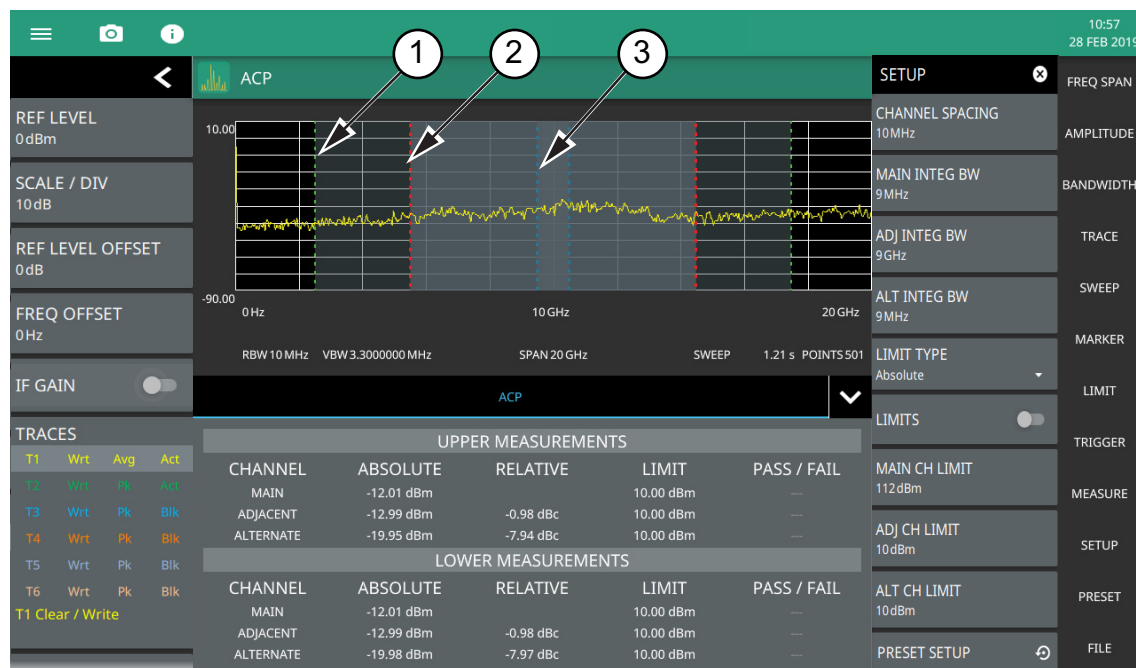 10:57
28 FEB 2019
1
2
3
ACP
REF LEVEL
0 dBm
SCALE / DIV
10 dB
REF LEVEL OFFSET
0 dB
FREQ OFFSET
0 Hz
IF GAIN
TRACES
T1 Wrt Avg Act
T2 Wrt Pk Act
T3 Wrt Pk Blk
T4 Wrt Pk Blk
T5 Wrt Pk Blk
T6 Wrt Pk Blk
T1 Clear / Write
10.00
-90.00
0 Hz 10 GHz 20 GHz
RBW 10 MHz VBW 3.3000000 MHz SPAN 20 GHz SWEEP 1.21 s POINTS 501
ACP
UPPER MEASUREMENTS
CHANNEL ABSOLUTE RELATIVE LIMIT PASS / FAIL
MAIN -12.01 dBm 10.00 dBm ---
ADJACENT -12.99 dBm -0.98 dBc 10.00 dBm ---
ALTERNATE -19.95 dBm -7.94 dBc 10.00 dBm ---
LOWER MEASUREMENTS
CHANNEL ABSOLUTE RELATIVE LIMIT PASS / FAIL
MAIN -12.01 dBm 10.00 dBm ---
ADJACENT -12.99 dBm -0.98 dBc 10.00 dBm ---
ALTERNATE -19.98 dBm -7.97 dBc 10.00 dBm ---
SETUP
CHANNEL SPACING
10 MHz
MAIN INTEG BW
9 MHz
ADJ INTEG BW
9 GHz
ALT INTEG BW
9 MHz
LIMIT TYPE
Absolute
LIMITS
MAIN CH LIMIT
112 dBm
ADJ CH LIMIT
10 dBm
ALT CH LIMIT
10 dBm
PRESET SETUP
FREQ SPAN
AMPLITUDE
BANDWIDTH
TRACE
SWEEP
MARKER
LIMIT
TRIGGER
MEASURE
SETUP
PRESET
FILE